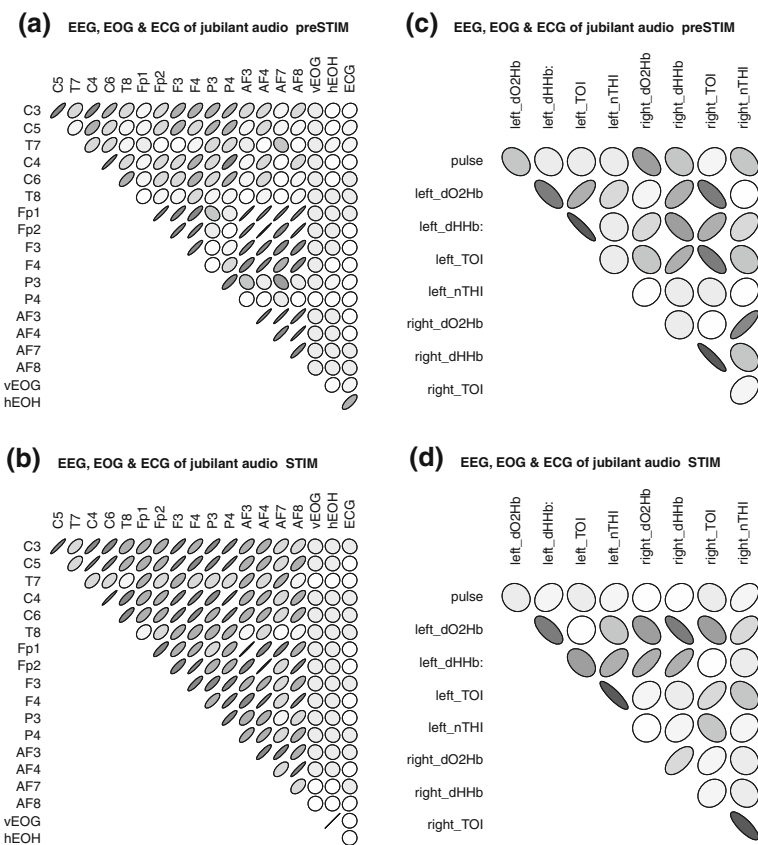 (a) EEG, EOG & ECG of jubilant audio preSTIM
C5 T7 C4 C6 T8 Fp1 Fp2 F3 F4 P3 P4 AF3 AF4 AF7 AF8 vEOG hEOH ECG
C3
C5
T7
C4
C6
T8
Fp1
Fp2
F3
F4
P3
P4
AF3
AF4
AF7
AF8
vEOG
hEOH
(c) EEG, EOG & ECG of jubilant audio preSTIM
left_dO2Hb left_dHHb: left_TOI left_nTHI right_dO2Hb right_dHHb right_TOI right_nTHI
pulse
left_dO2Hb
left_dHHb:
left_TOI
left_nTHI
right_dO2Hb
right_dHHb
right_TOI
(b) EEG, EOG & ECG of jubilant audio STIM
C5 T7 C4 C6 T8 Fp1 Fp2 F3 F4 P3 P4 AF3 AF4 AF7 AF8 vEOG hEOH ECG
C3
C5
T7
C4
C6
T8
Fp1
Fp2
F3
F4
P3
P4
AF3
AF4
AF7
AF8
vEOG
hEOH
(d) EEG, EOG & ECG of jubilant audio STIM
left_dO2Hb left_dHHb: left_TOI left_nTHI right_dO2Hb right_dHHb right_TOI right_nTHI
pulse
left_dO2Hb
left_dHHb:
left_TOI
left_nTHI
right_dO2Hb
right_dHHb
right_TOI